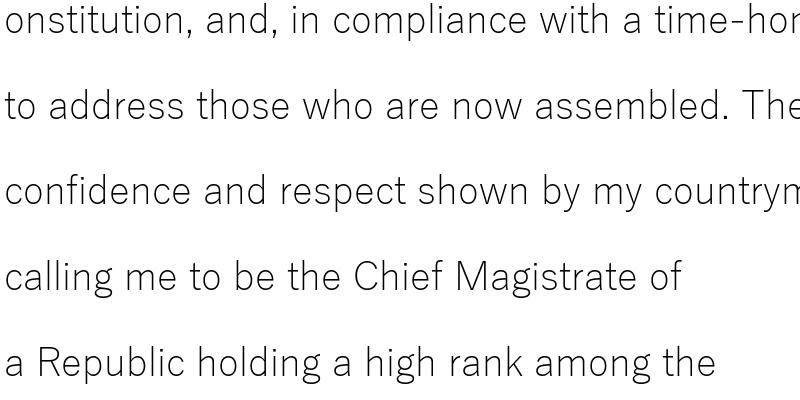 onstitution, and, in compliance with a time-hon
to address those who are now assembled. The
confidence and respect shown by my countrym
calling me to be the Chief Magistrate of
a Republic holding a high rank among the